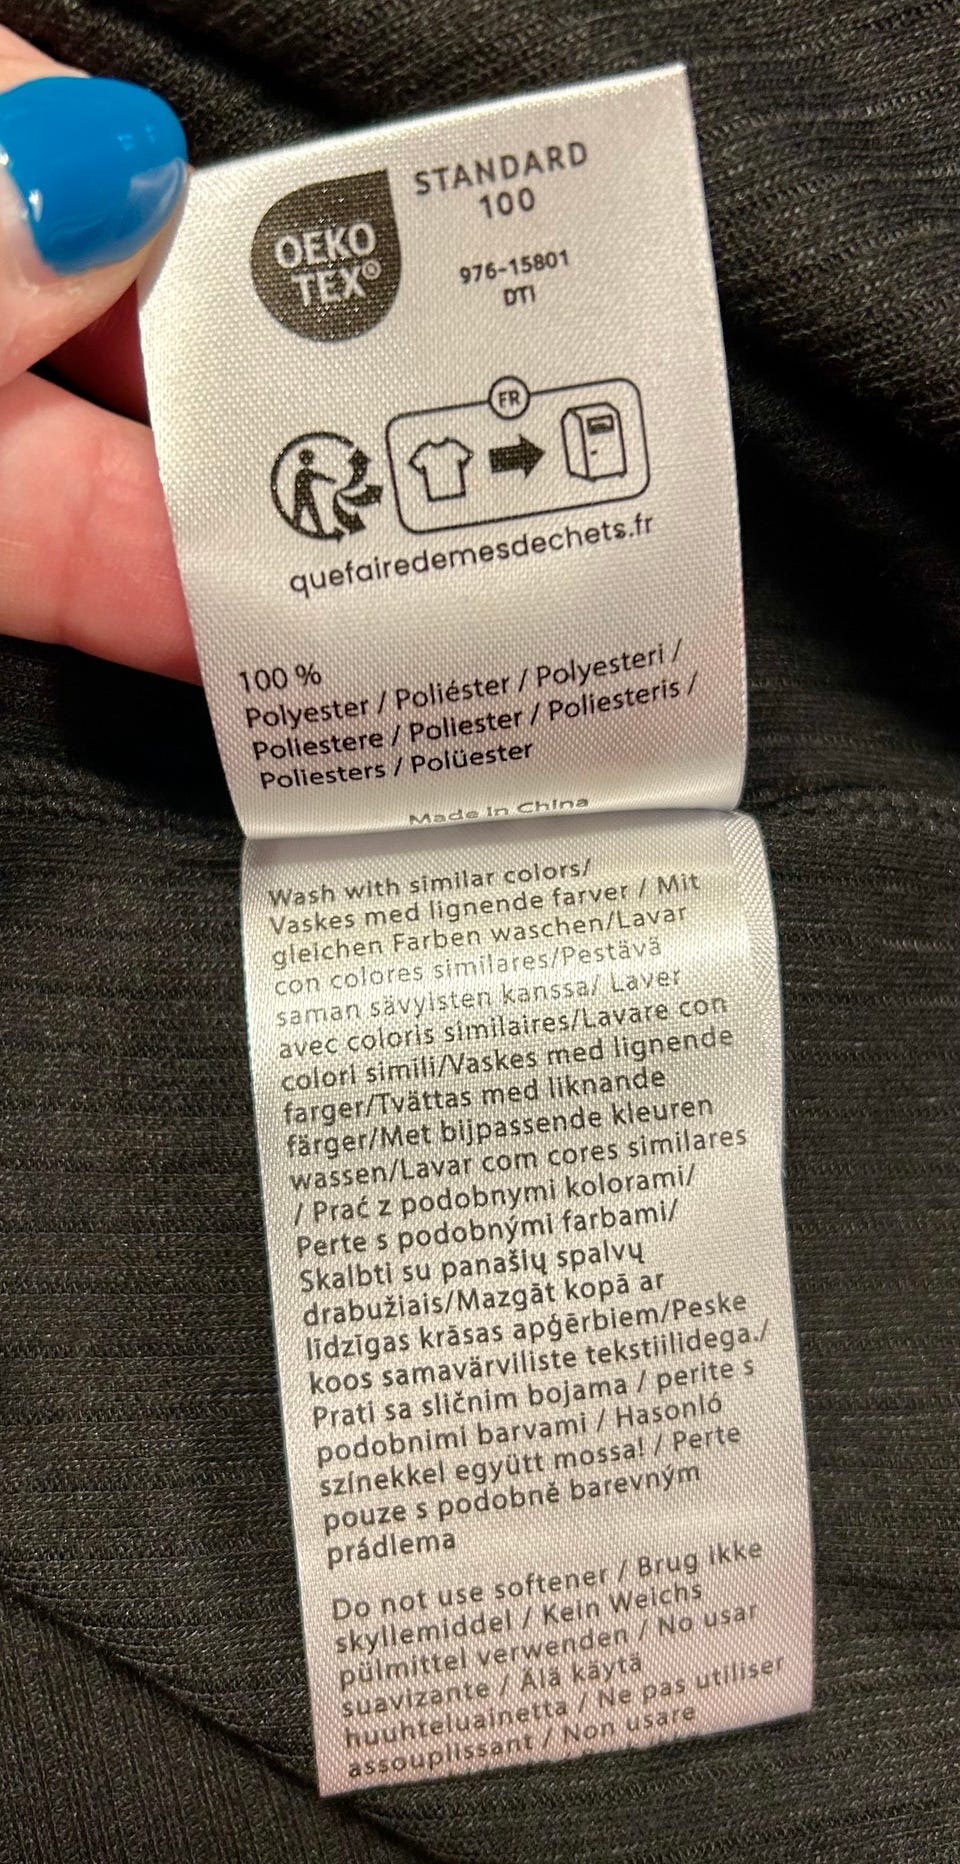 OEKO
TEX®
STANDARD
100
976-15801
DTI
FR
quefairedemesdechets.fr
100 %
Polyester / Poliéster / Polyesteri /
Poliestere / Poliester / Poliesteris /
Poliesters / Polüester
Made in China
Wash with similar colors/
Vaskes med lignende farver / Mit
gleichen Farben waschen/Lavar
con colores similares/Pestävä
saman sävyisten kanssa/ Laver
avec coloris similaires/Lavare con
colori simili/Vaskes med lignende
farger/Tvättas med liknande
färger/Met bijpassende kleuren
wassen/Lavar com cores similares
/ Prać z podobnymi kolorami/
Perte s podobnými farbami/
Skalbti su panašių spalvų
drabužiais/Mazgāt kopā ar
līdzīgas krāsas apģērbiem/Peske
koos samavärviliste tekstiilidega./
Prati sa sličnim bojama / perite s
podobnimi barvami / Hasonló
színekkel együtt mossa! / Perte
pouze s podobně barevným
prádlema
Do not use softener / Brug ikke
skyllemiddel / Kein Weichs
pülmittel verwenden / No usar
suavizante / Älä käytä
huuhteluainetta / Ne pas utiliser
assouplissant / Non usare